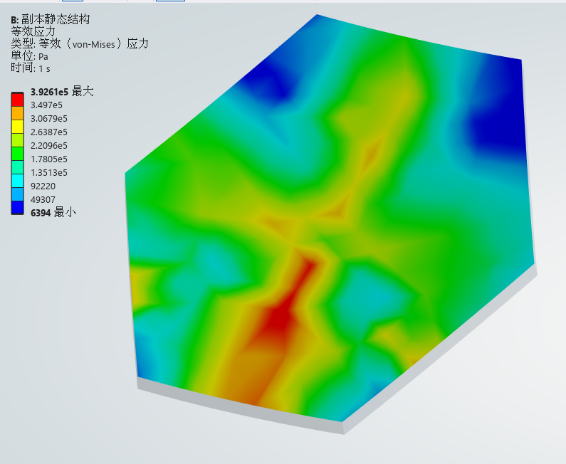 B: 副本静态结构
等效应力
类型: 等效（von-Mises）应力
单位: Pa
时间: 1 s
3.9261e5 最大
3.497e5
3.0679e5
2.6387e5
2.2096e5
1.7805e5
1.3513e5
92220
49307
6394 最小